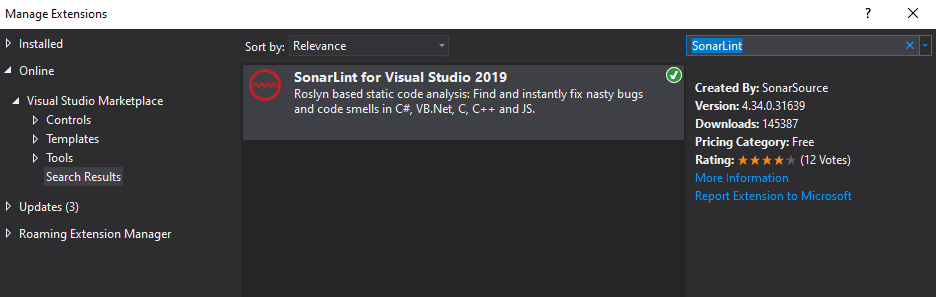 Manage Extensions
Installed
Online
Visual Studio Marketplace
Controls
Templates
Tools
Search Results
Updates (3)
Roaming Extension Manager
Sort by: Relevance
SonarLint for Visual Studio 2019
Roslyn based static code analysis: Find and instantly fix nasty bugs
and code smells in C#, VB.Net, C, C++ and JS.
SonarLint
Created By: SonarSource
Version: 4.34.0.31639
Downloads: 145387
Pricing Category: Free
Rating: (12 Votes)
More Information
Report Extension to Microsoft